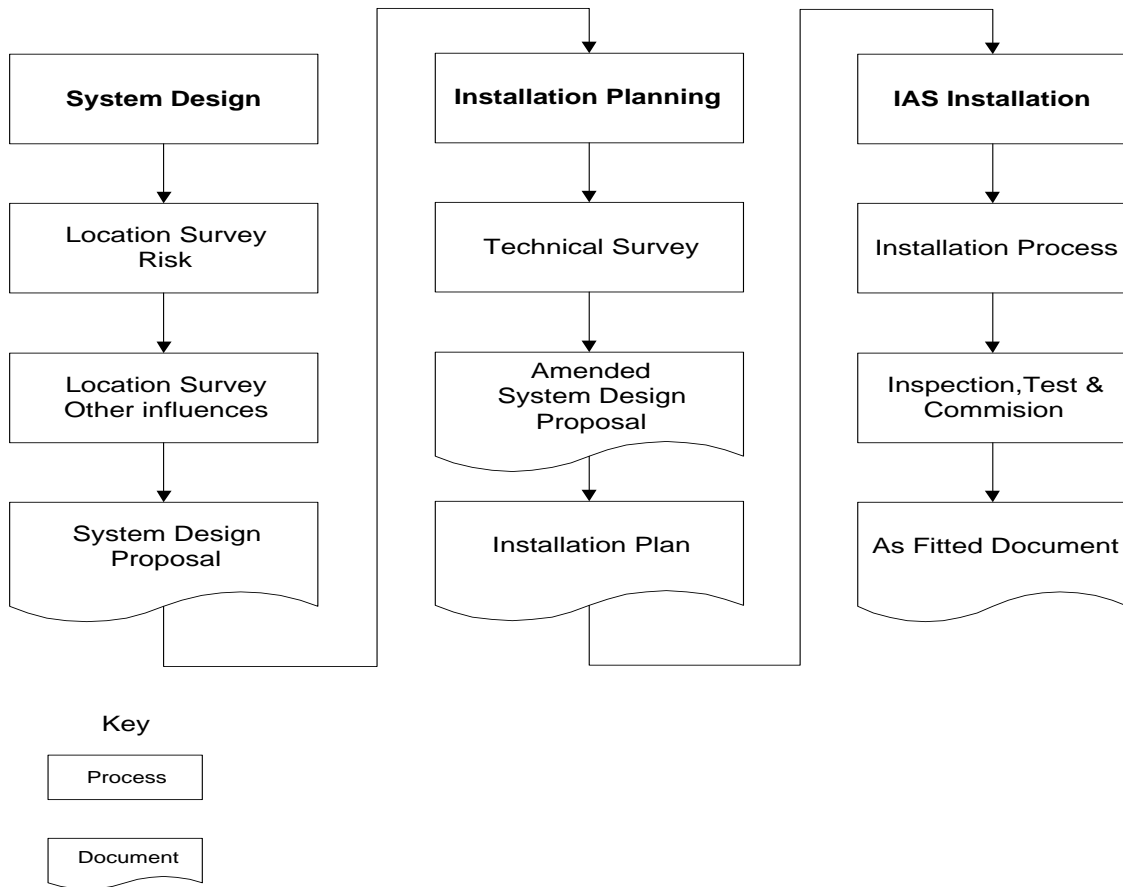 System Design
Location Survey
Risk
Location Survey
Other influences
System Design
Proposal
Installation Planning
Technical Survey
Amended
System Design
Proposal
Installation Plan
IAS Installation
Installation Process
Inspection,Test &
Commision
As Fitted Document
Key
Process
Document